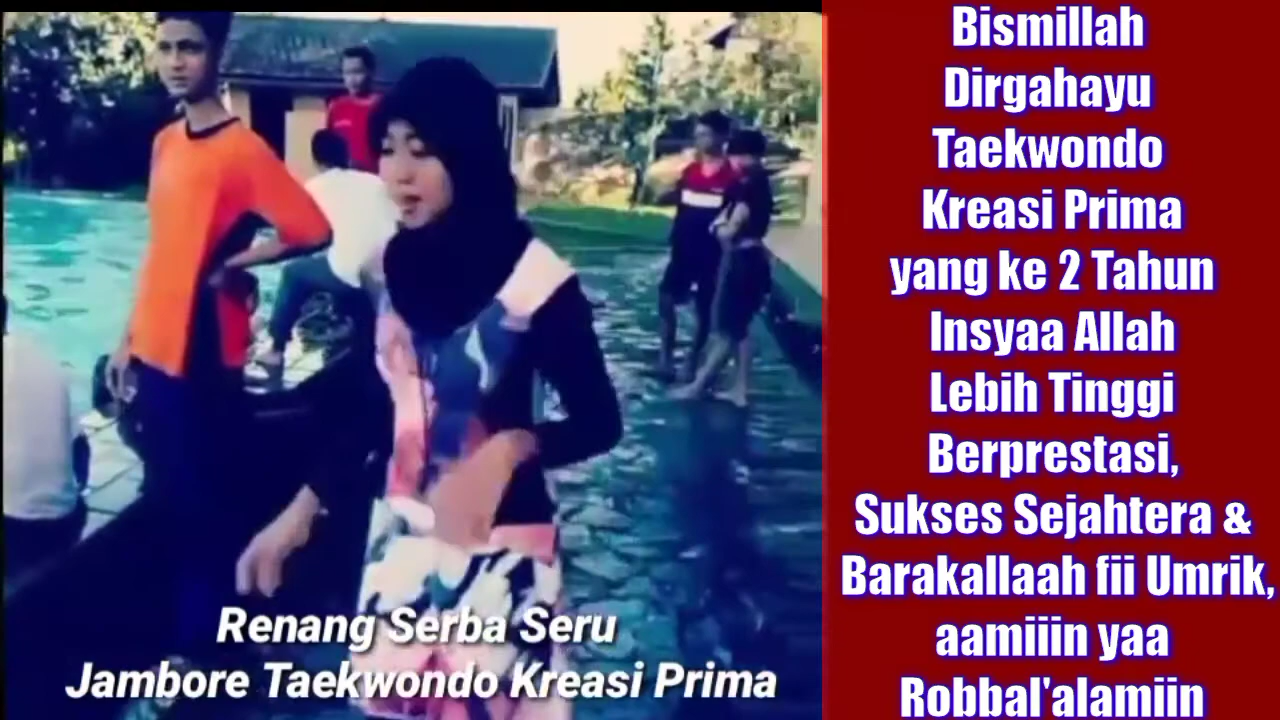 Renang Serba Seru
Jambore Taekwondo Kreasi Prima
Bismillah
Dirgahayu
Taekwondo
Kreasi Prima
yang ke 2 Tahun
Insyaa Allah
Lebih Tinggi
Berprestasi,
Sukses Sejahtera &
Barakallaah fii Umrik,
aamiiin yaa
Robbal'alamiin